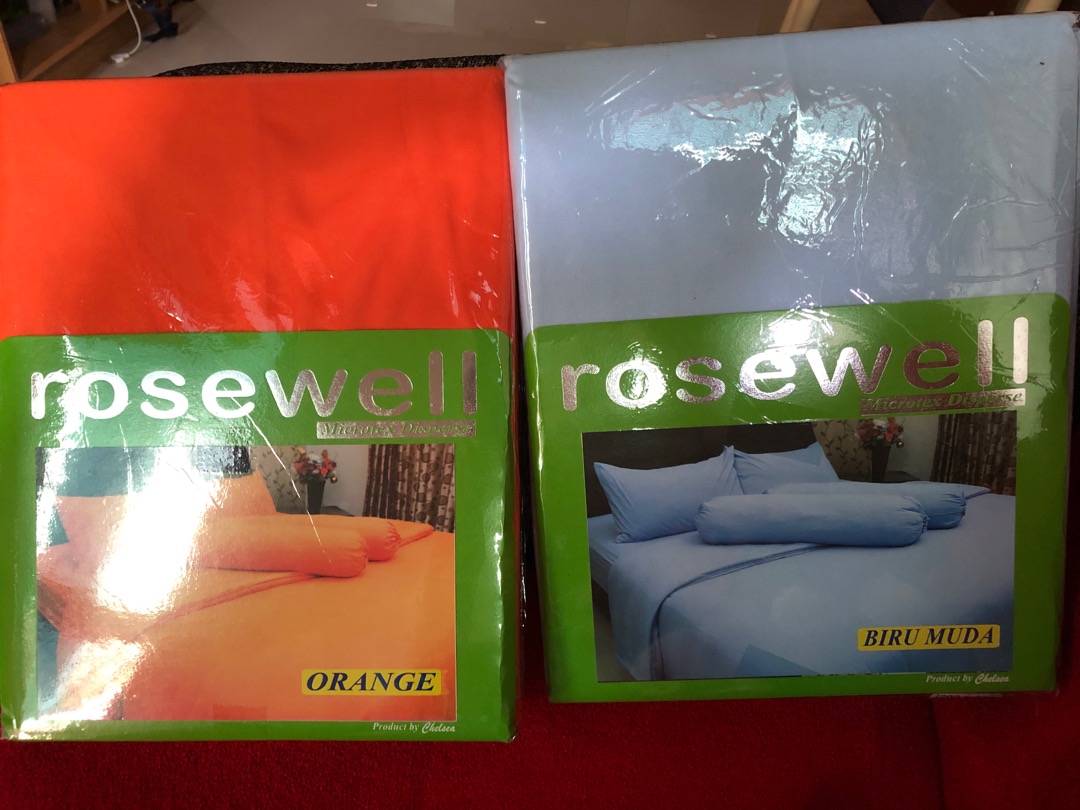 rosewell
Microtex Disperse
ORANGE
Product by Chelsea
rosewell
Microtex Disperse
BIRU MUDA
Product by Chelsea